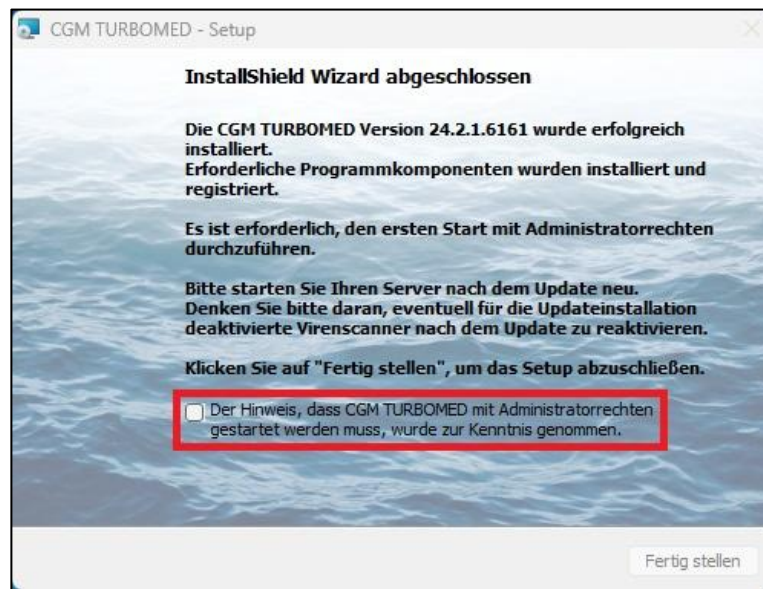 CGM TURBOMED - Setup
InstallShield Wizard abgeschlossen
Die CGM TURBOMED Version 24.2.1.6161 wurde erfolgreich
installiert.
Erforderliche Programmkomponenten wurden installiert und
registriert.
Es ist erforderlich, den ersten Start mit Administratorrechten
durchzuführen.
Bitte starten Sie Ihren Server nach dem Update neu.
Denken Sie bitte daran, eventuell für die Updateinstallation
deaktivierte Virenscanner nach dem Update zu reaktivieren.
Klicken Sie auf "Fertig stellen", um das Setup abzuschließen.
Der Hinweis, dass CGM TURBOMED mit Administratorrechten
gestartet werden muss, wurde zur Kenntnis genommen.
Fertig stellen